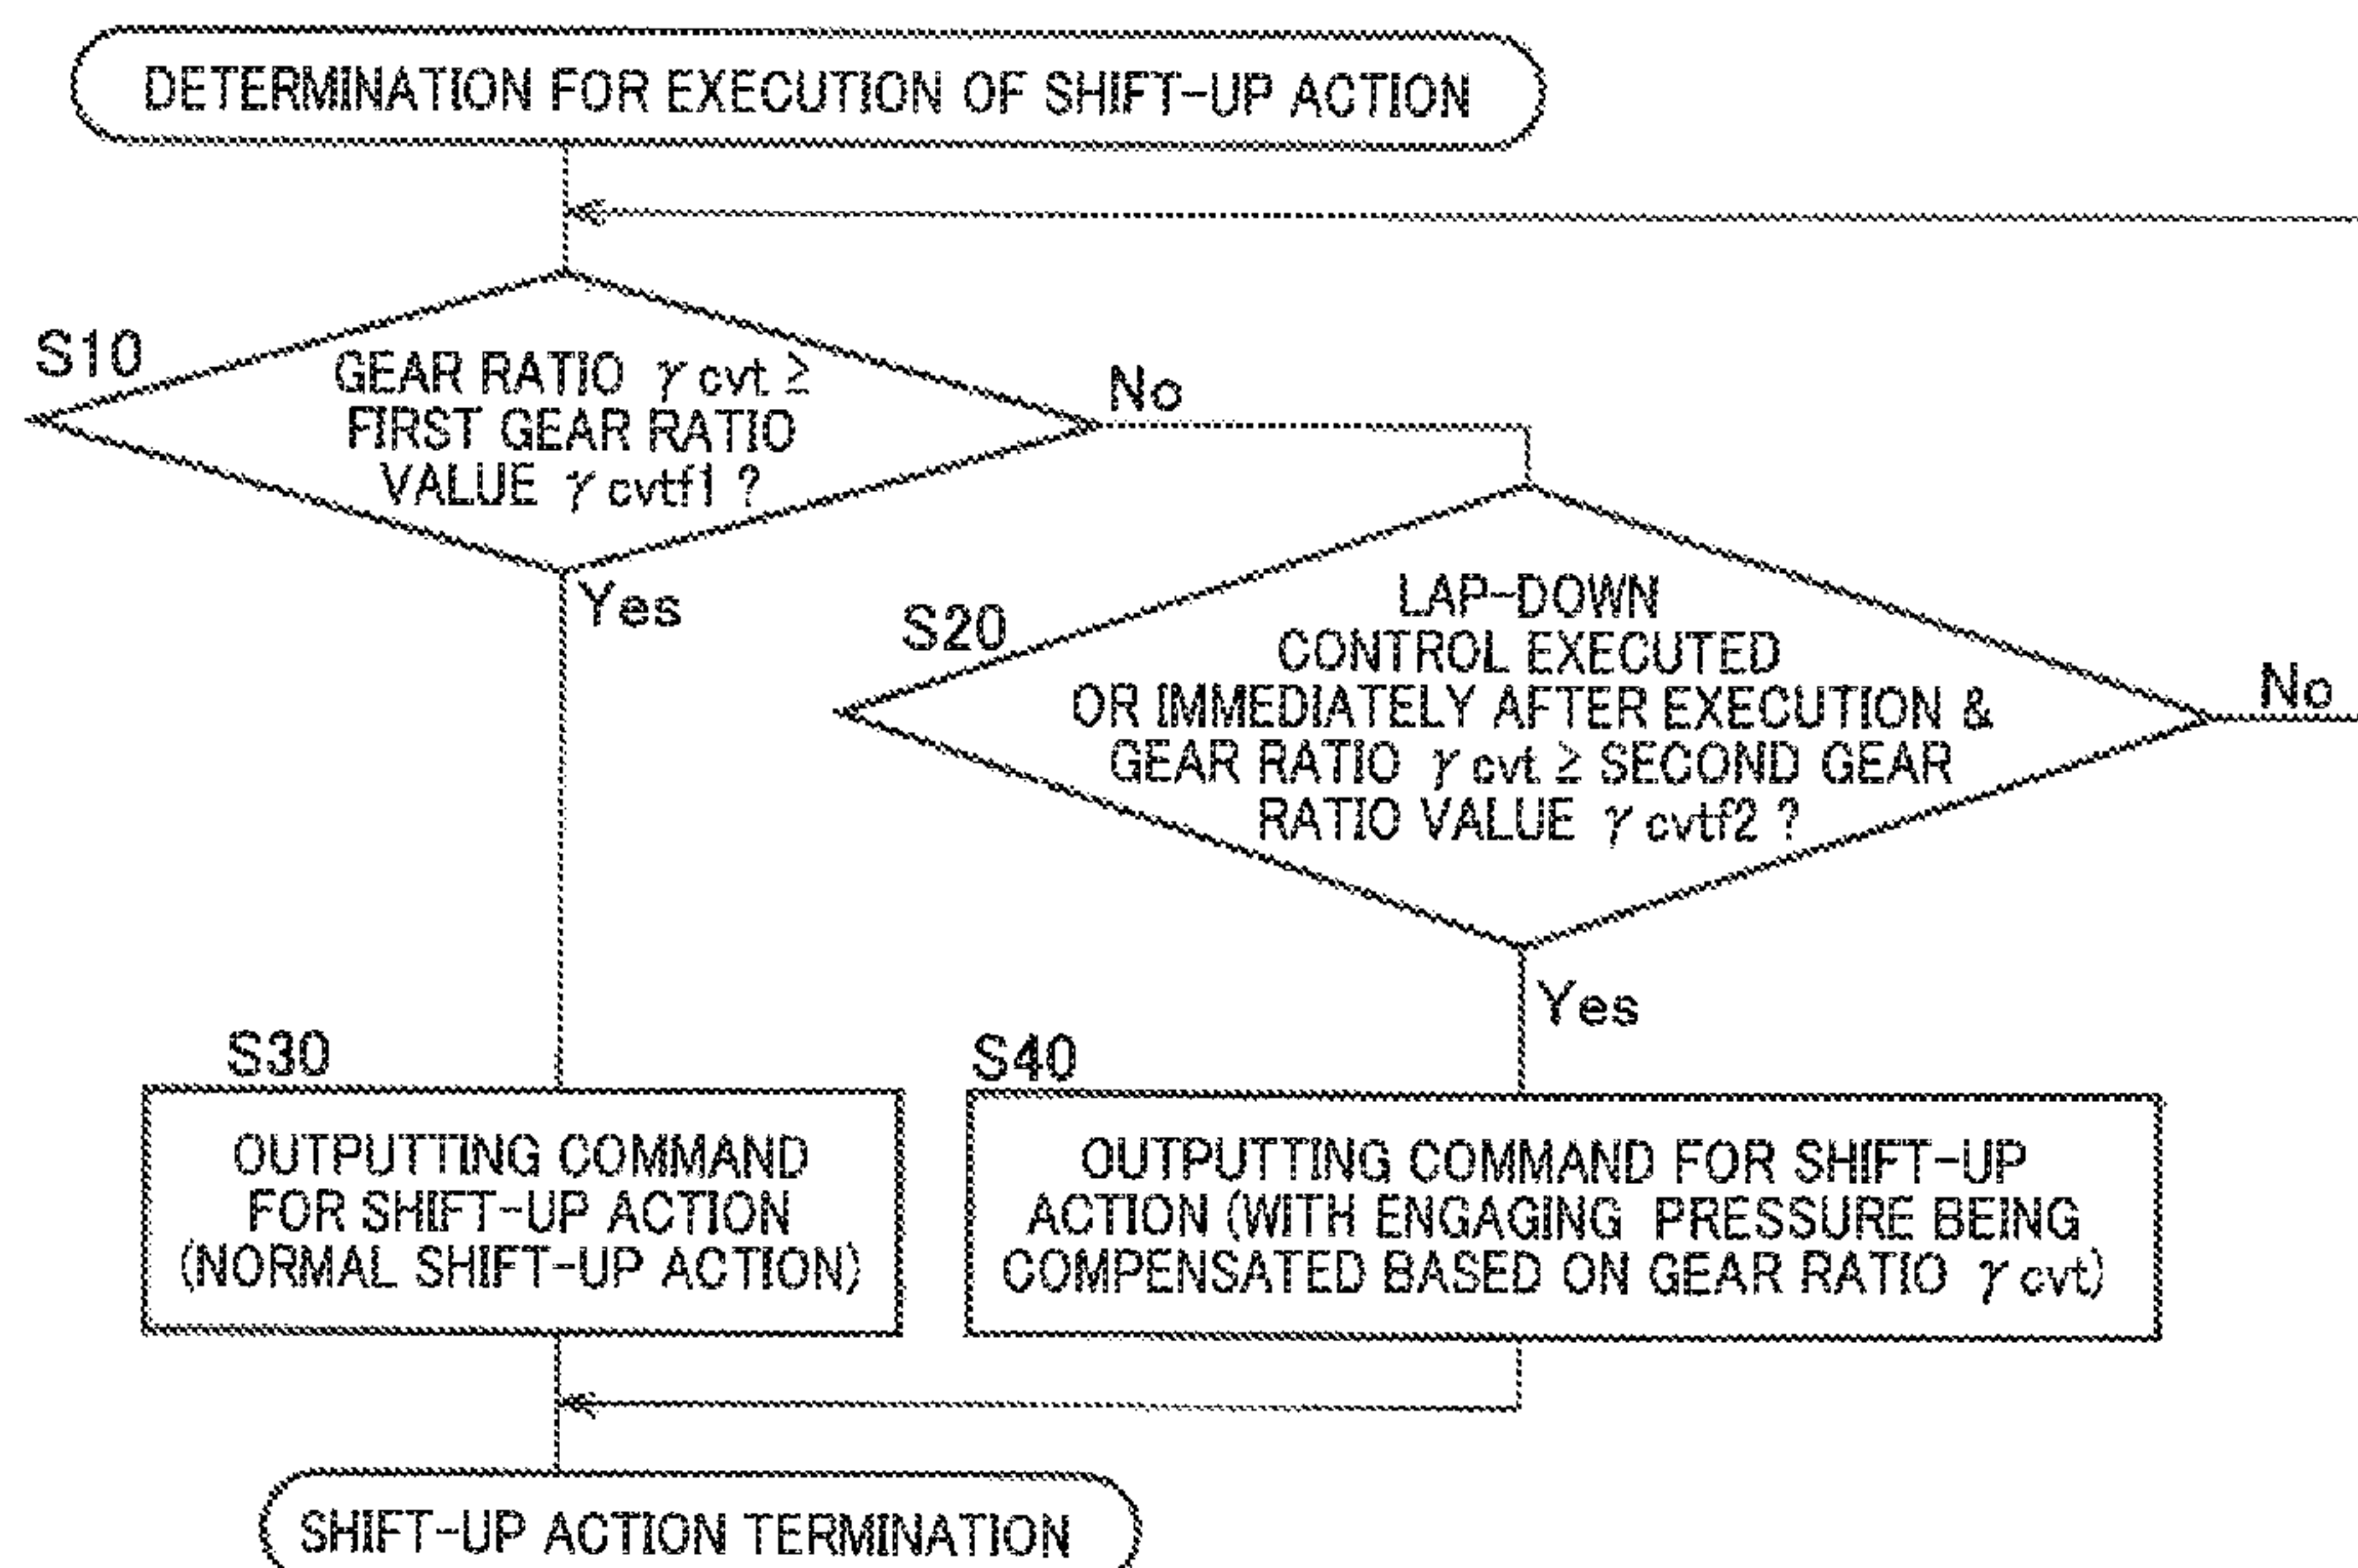 DETERMINATION FOR EXECUTION OF SHIFT-UP ACTION
S10
GEAR RATIO γcvt ≥
FIRST GEAR RATIO
VALUE γcvtf1 ?
No
Yes
S20
LAP-DOWN
CONTROL EXECUTED
OR IMMEDIATELY AFTER EXECUTION &
GEAR RATIO γcvt ≥ SECOND GEAR
RATIO VALUE γcvtf2 ?
No
Yes
S30
OUTPUTTING COMMAND
FOR SHIFT-UP ACTION
(NORMAL SHIFT-UP ACTION)
S40
OUTPUTTING COMMAND FOR SHIFT-UP
ACTION (WITH ENGAGING PRESSURE BEING
COMPENSATED BASED ON GEAR RATIO γcvt)
SHIFT-UP ACTION TERMINATION